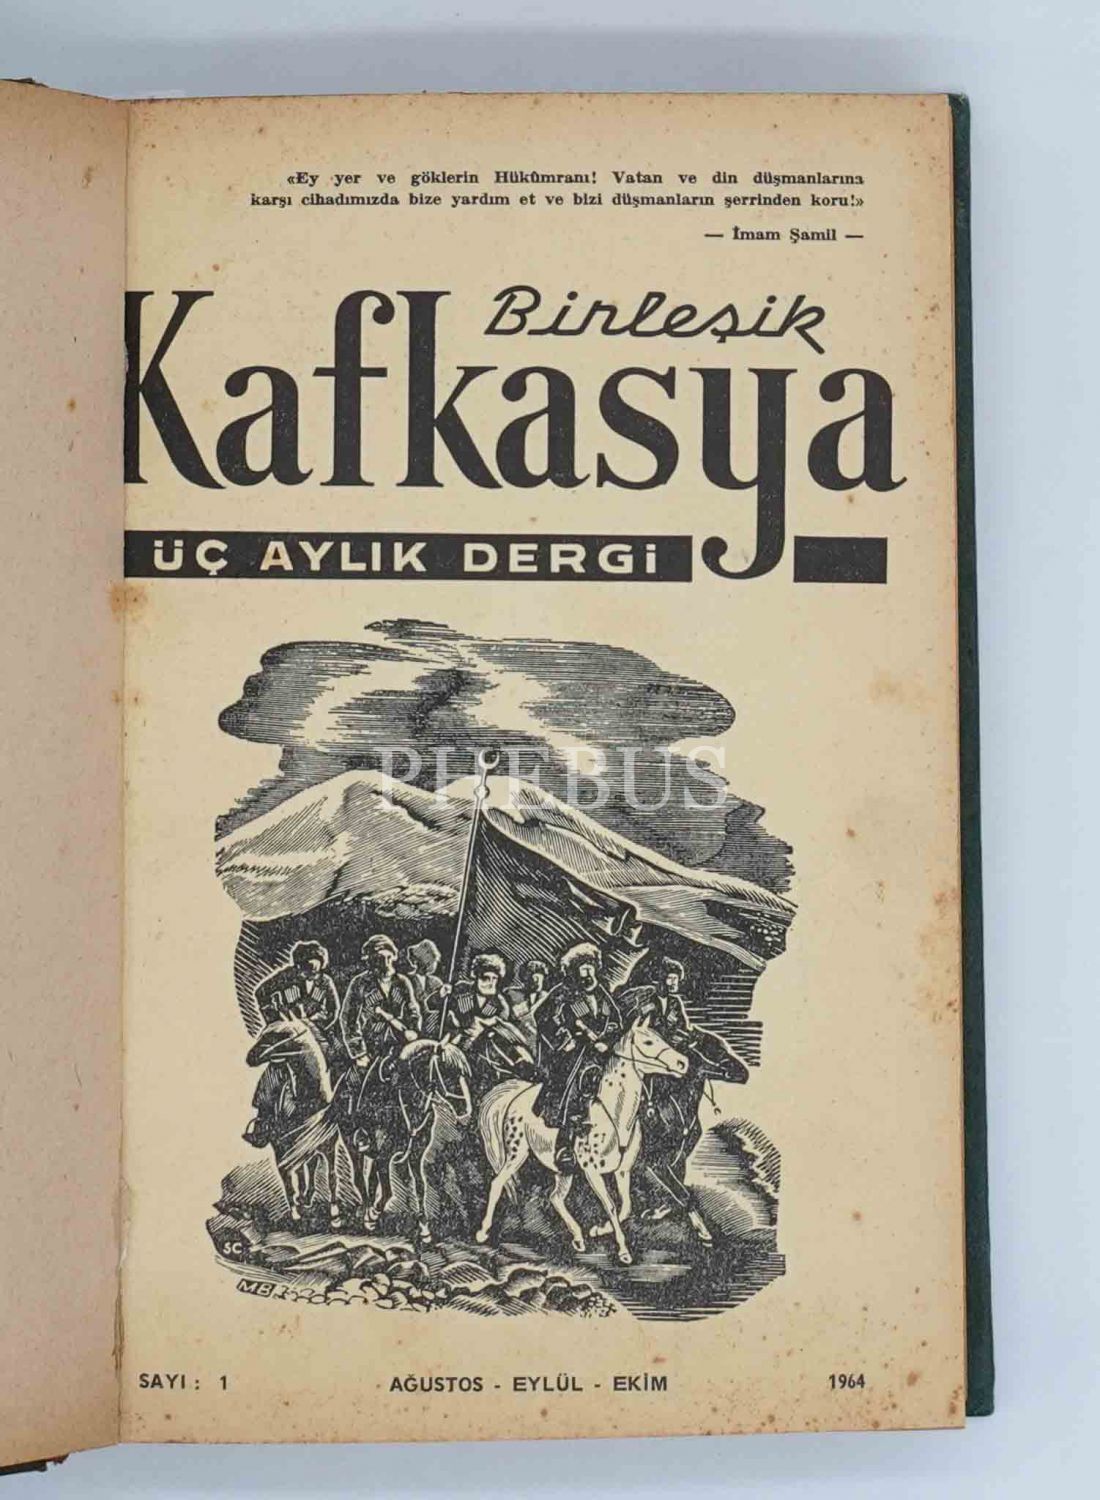 «Ey yer ve göklerin Hükûmranı! Vatan ve din düşmanlarına
karşı cihadımızda bize yardım et ve bizi düşmanların şerrinden koru!»
— İmam Şamil —
Birleşik
Kafkasya
ÜÇ AYLIK DERGİ
PHEBUS
SC
MB
SAYI : 1 AĞUSTOS - EYLÜL - EKİM 1964